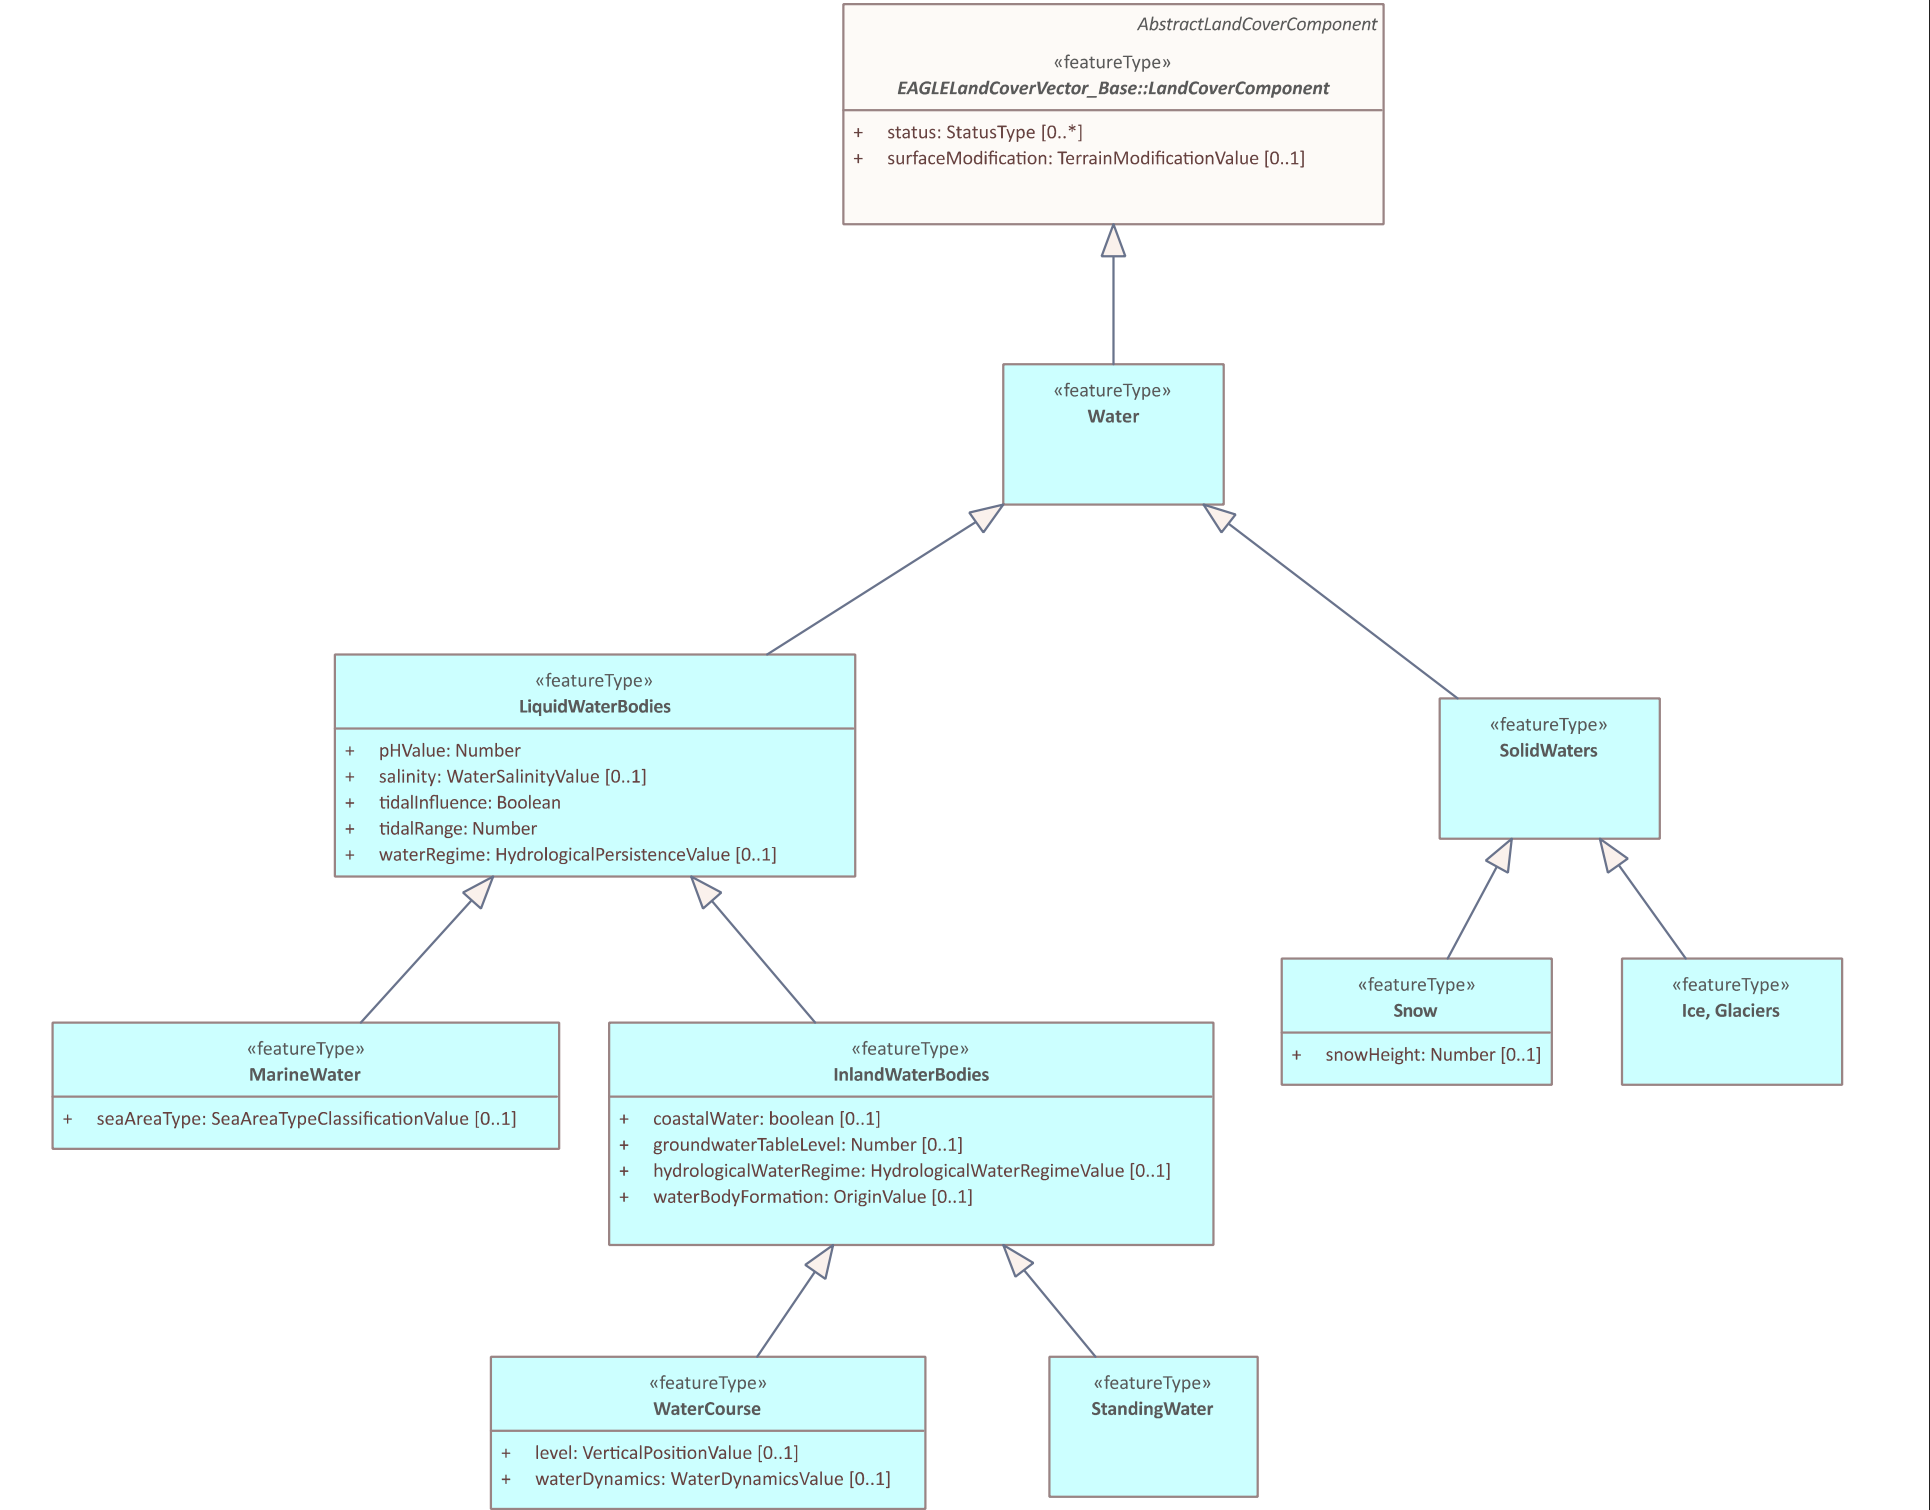 AbstractLandCoverComponent
«featureType»
EAGLELandCoverVector_Base::LandCoverComponent
+ status: StatusType [0..*]
+ surfaceModification: TerrainModificationValue [0..1]
«featureType»
Water
«featureType»
LiquidWaterBodies
+ pHValue: Number
+ salinity: WaterSalinityValue [0..1]
+ tidalInfluence: Boolean
+ tidalRange: Number
+ waterRegime: HydrologicalPersistenceValue [0..1]
«featureType»
SolidWaters
«featureType»
Snow
+ snowHeight: Number [0..1]
«featureType»
Ice, Glaciers
«featureType»
MarineWater
+ seaAreaType: SeaAreaTypeClassificationValue [0..1]
«featureType»
InlandWaterBodies
+ coastalWater: boolean [0..1]
+ groundwaterTableLevel: Number [0..1]
+ hydrologicalWaterRegime: HydrologicalWaterRegimeValue [0..1]
+ waterBodyFormation: OriginValue [0..1]
«featureType»
WaterCourse
+ level: VerticalPositionValue [0..1]
+ waterDynamics: WaterDynamicsValue [0..1]
«featureType»
StandingWater